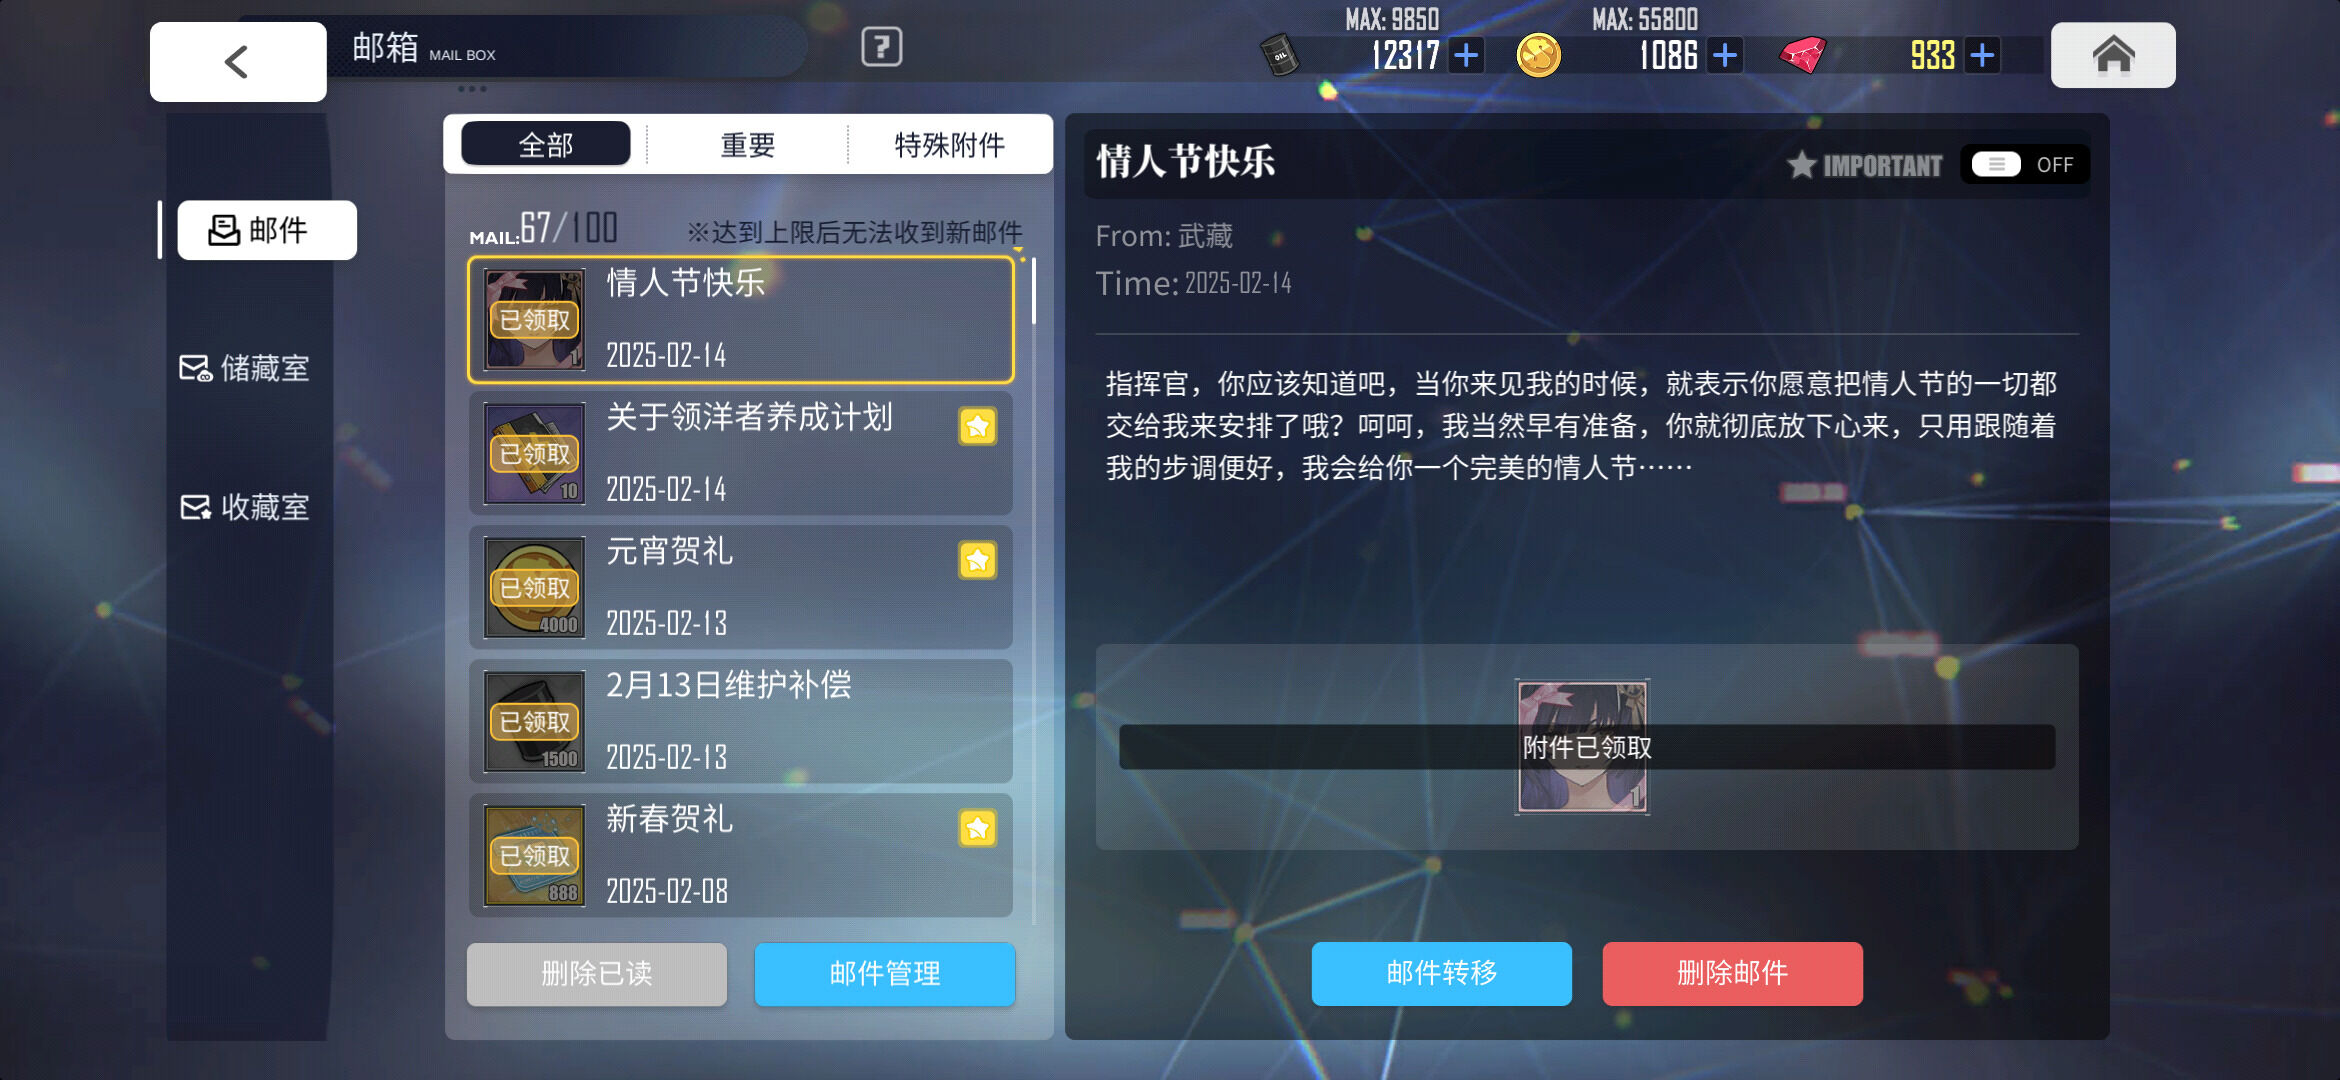 邮箱 MAIL BOX
?
MAX: 9850
12317
MAX: 55800
1086
933
OIL
邮件
储藏室
收藏室
全部
重要
特殊附件
MAIL:67/100
※达到上限后无法收到新邮件
情人节快乐
已领取
1
2025-02-14
关于领洋者养成计划
已领取
10
2025-02-14
元宵贺礼
已领取
4000
2025-02-13
2月13日维护补偿
已领取
1500
2025-02-13
新春贺礼
已领取
888
2025-02-08
删除已读
邮件管理
情人节快乐
IMPORTANT
OFF
From: 武藏
Time: 2025-02-14
指挥官，你应该知道吧，当你来见我的时候，就表示你愿意把情人节的一切都
交给我来安排了哦？呵呵，我当然早有准备，你就彻底放下心来，只用跟随着
我的步调便好，我会给你一个完美的情人节……
附件已领取
1
邮件转移
删除邮件